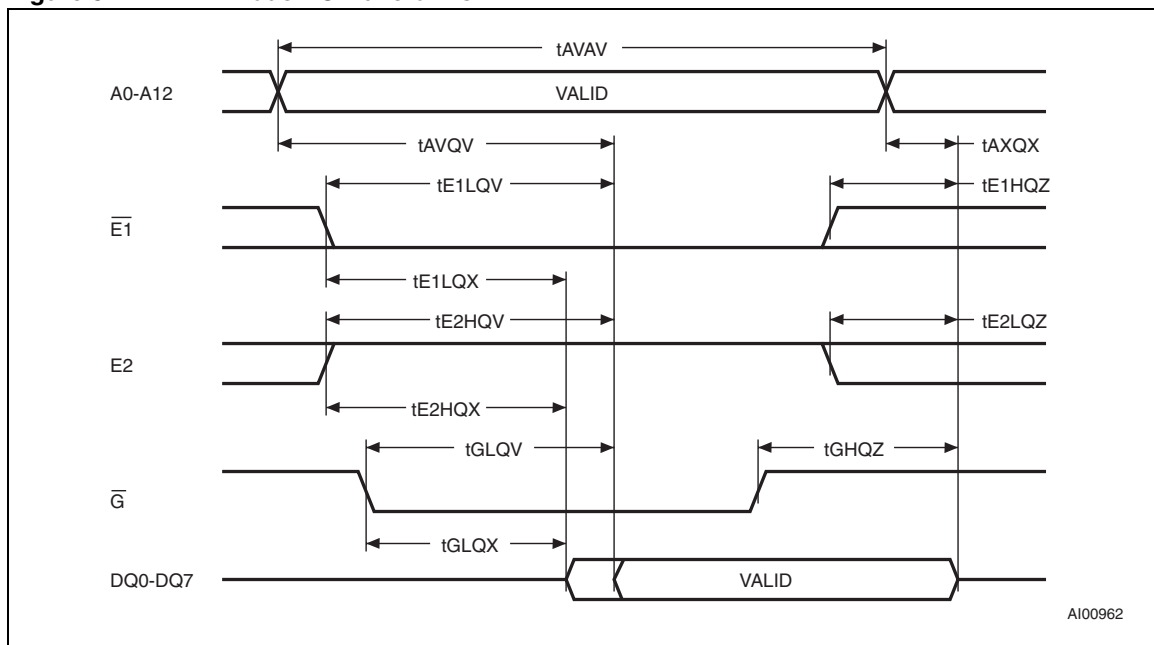 tAVAV
A0-A12 VALID
tAVQV tAXQX
tE1LQV tE1HQZ
E1
tE1LQX
tE2HQV tE2LQZ
E2
tE2HQX
tGLQV tGHQZ
G
tGLQX
DQ0-DQ7 VALID
AI00962